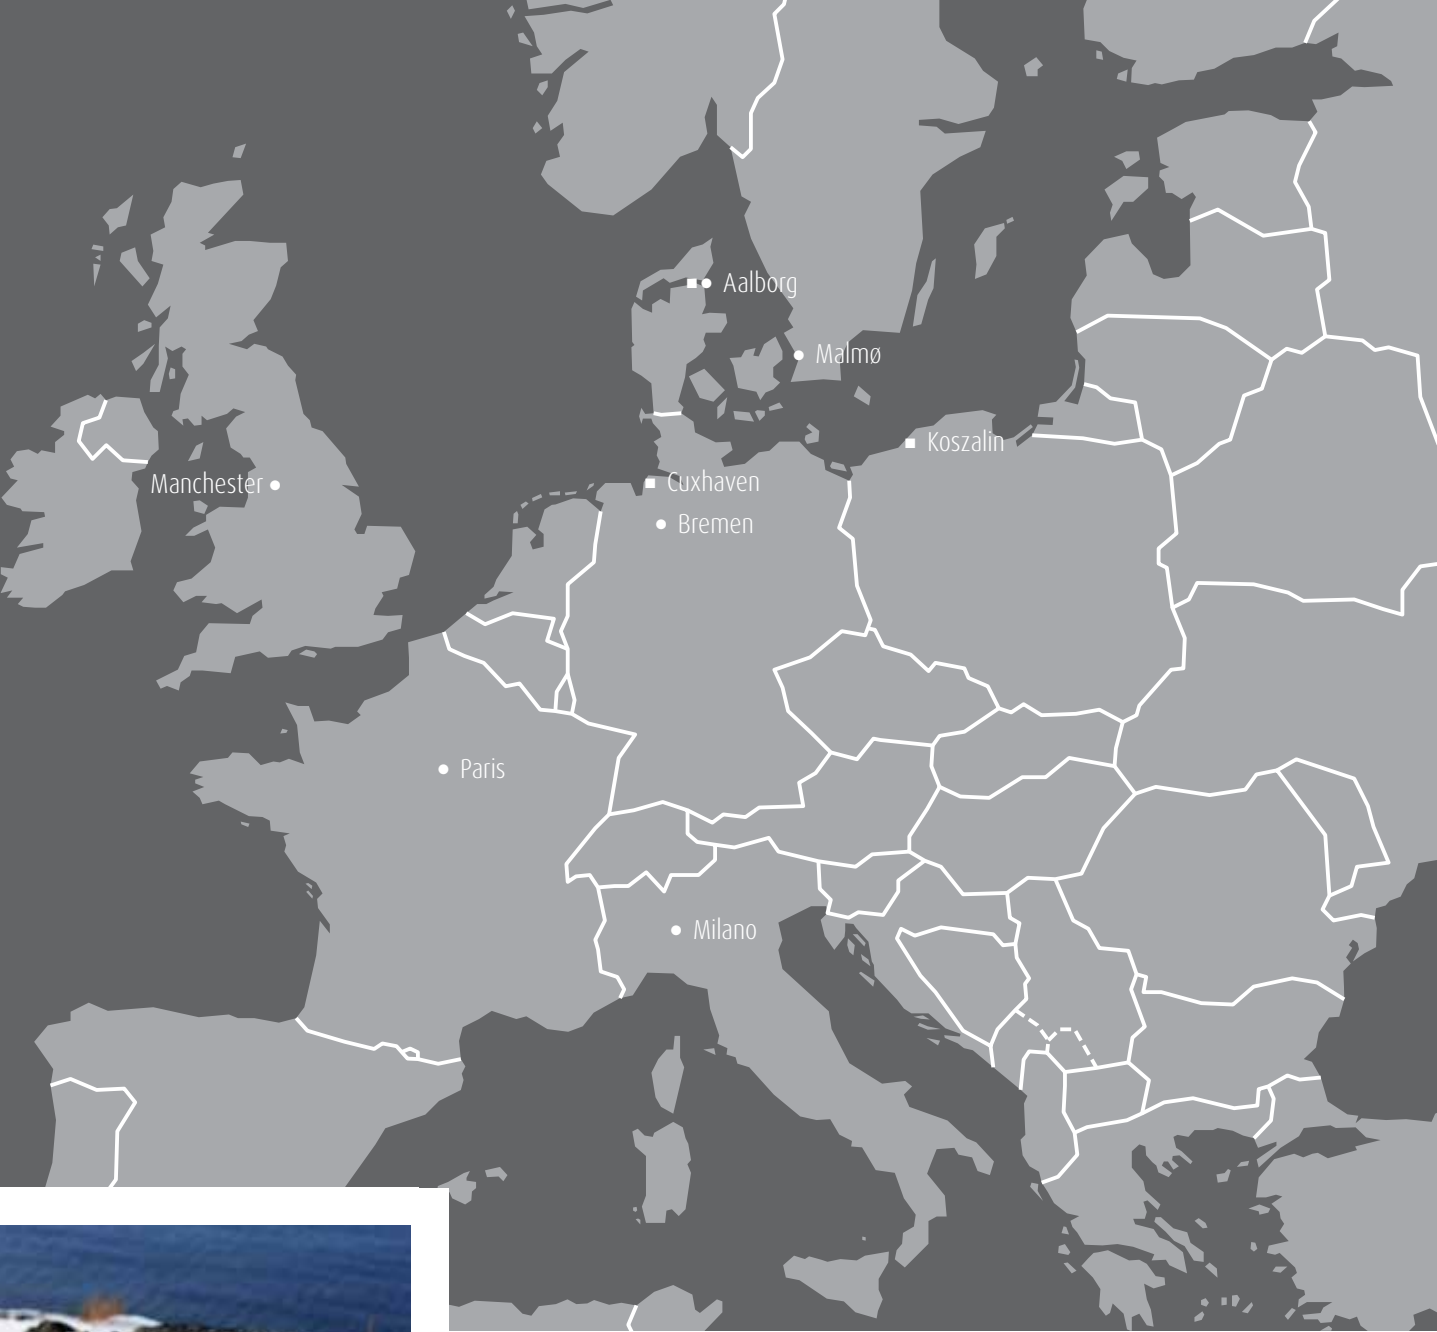 Aalborg
Malmø
Koszalin
Manchester
Cuxhaven
Bremen
Paris
Milano